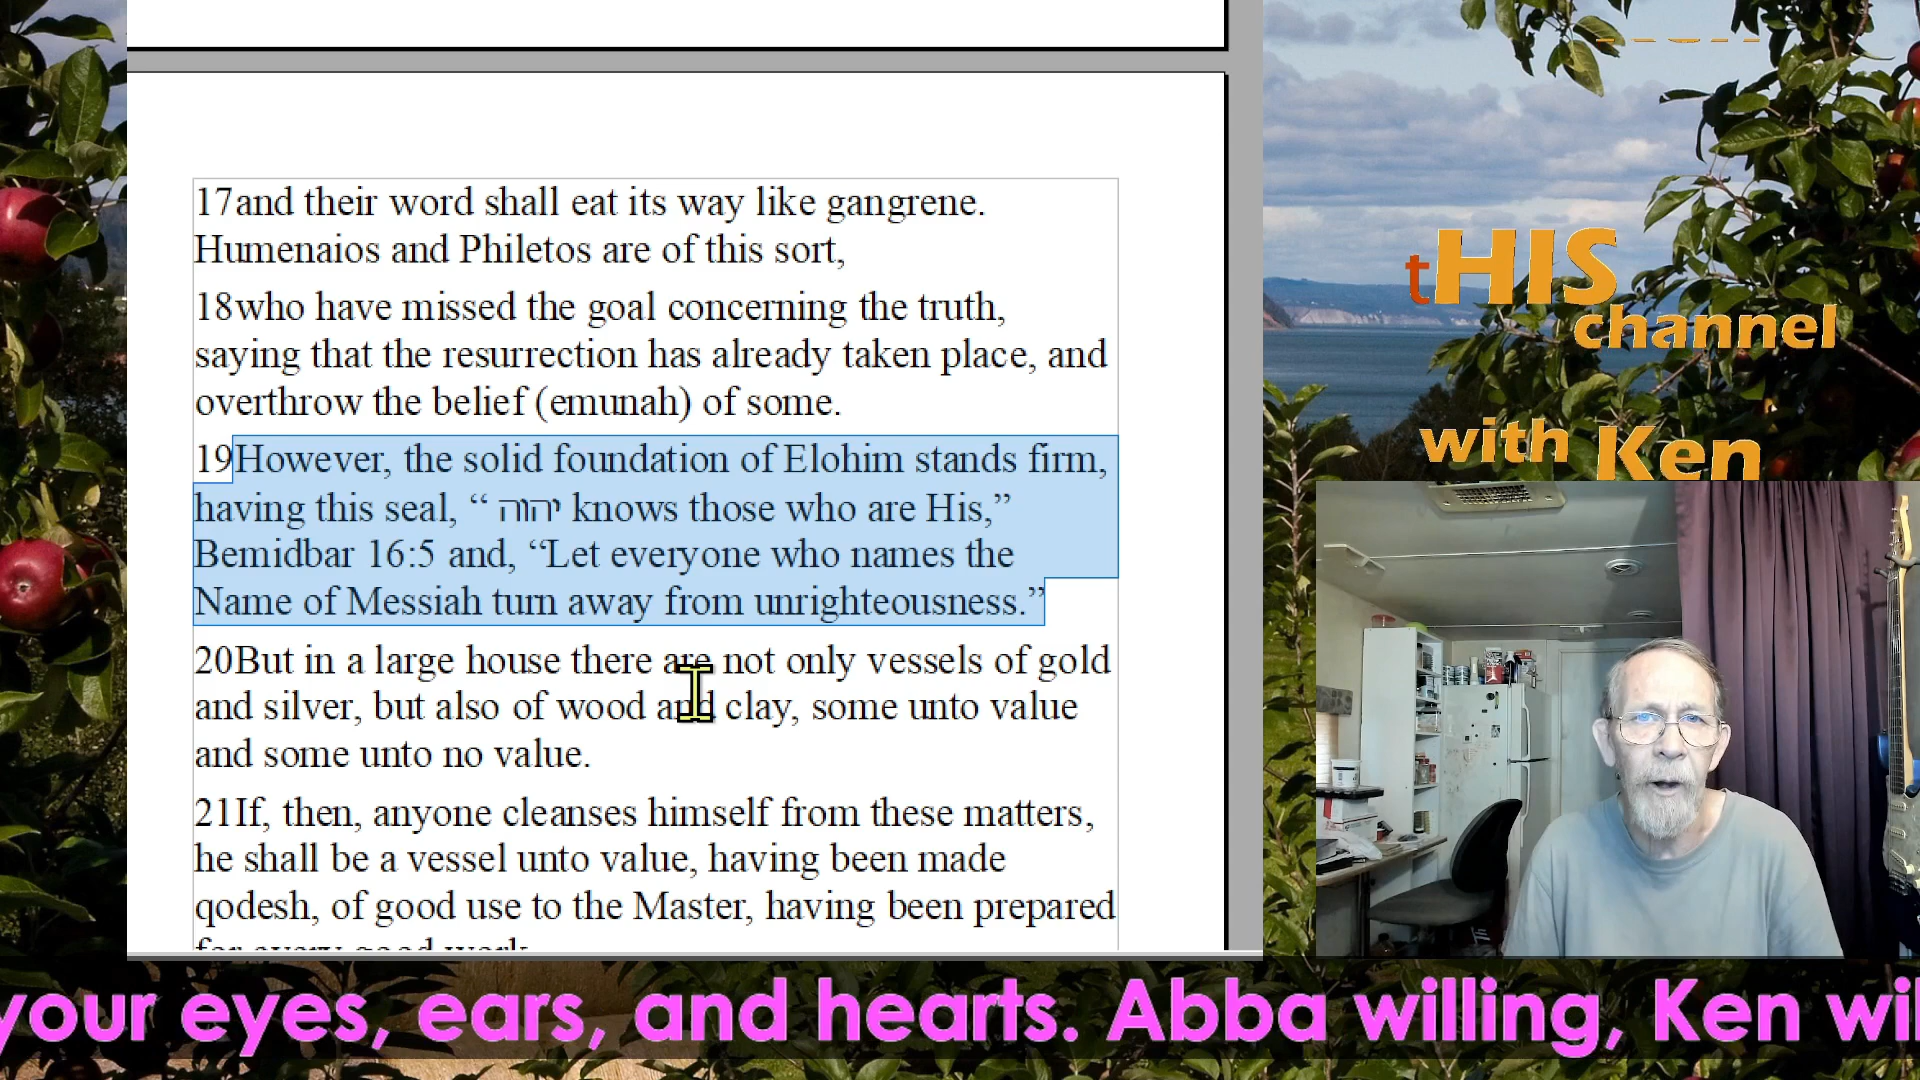 17and their word shall eat its way like gangrene.
Humenaios and Philetos are of this sort,
18who have missed the goal concerning the truth,
saying that the resurrection has already taken place, and
overthrow the belief (emunah) of some.
19However, the solid foundation of Elohim stands firm,
having this seal, “ יהוה knows those who are His,”
Bemidbar 16:5 and, “Let everyone who names the
Name of Messiah turn away from unrighteousness.”
20But in a large house there are not only vessels of gold
and silver, but also of wood and clay, some unto value
and some unto no value.
21If, then, anyone cleanses himself from these matters,
he shall be a vessel unto value, having been made
qodesh, of good use to the Master, having been prepared
for every good work
tHIS
channel
with Ken
your eyes, ears, and hearts. Abba willing, Ken wil